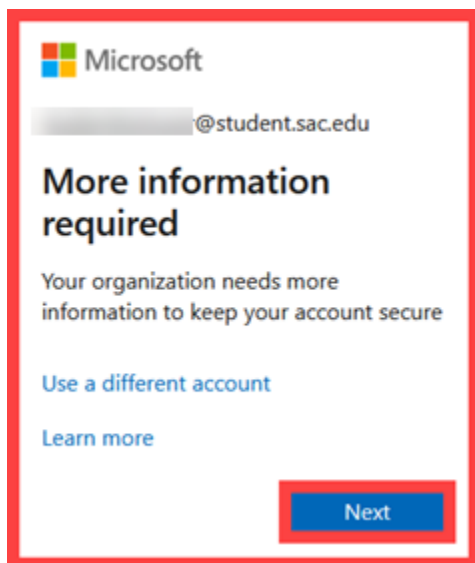 Microsoft
@student.sac.edu
More information
required
Your organization needs more
information to keep your account secure
Use a different account
Learn more
Next